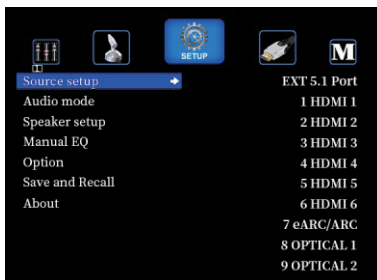 SETUP
M
Source setup
Audio mode
Speaker setup
Manual EQ
Option
Save and Recall
About
EXT 5.1 Port
1 HDMI 1
2 HDMI 2
3 HDMI 3
4 HDMI 4
5 HDMI 5
6 HDMI 6
7 eARC/ARC
8 OPTICAL 1
9 OPTICAL 2